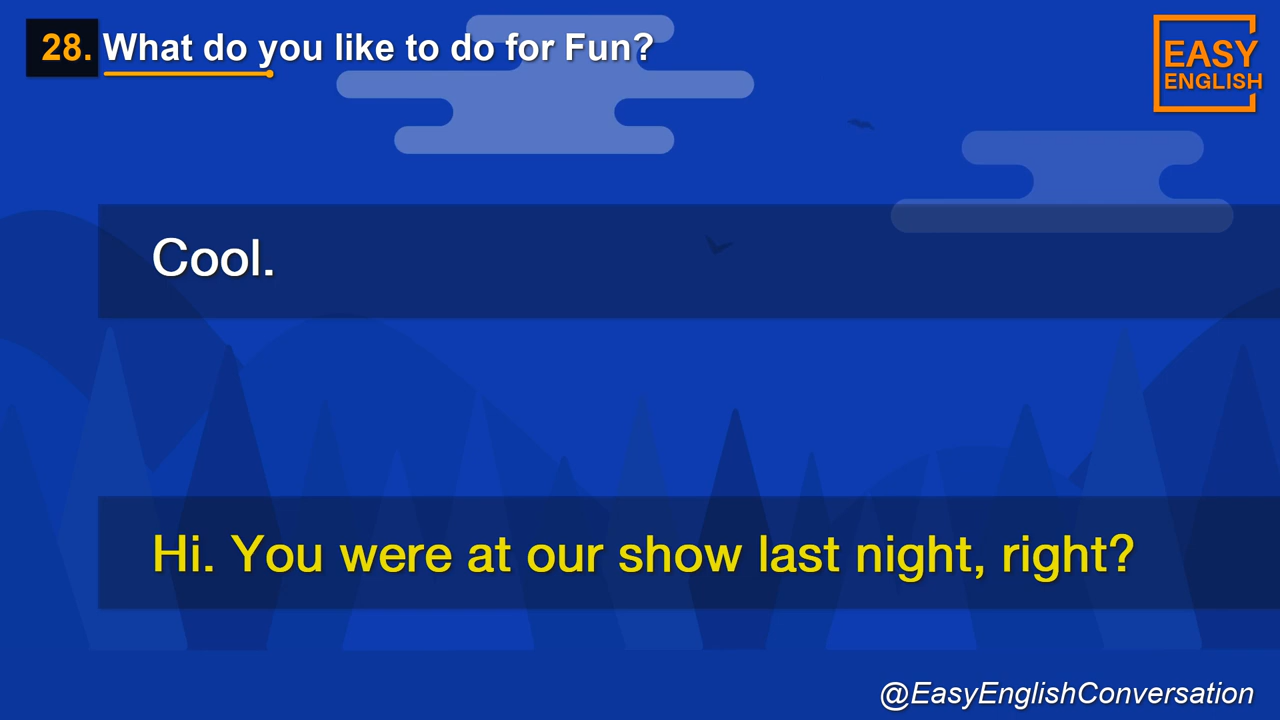 28. What do you like to do for Fun?
EASY
ENGLISH
Cool.
Hi. You were at our show last night, right?
@EasyEnglishConversation